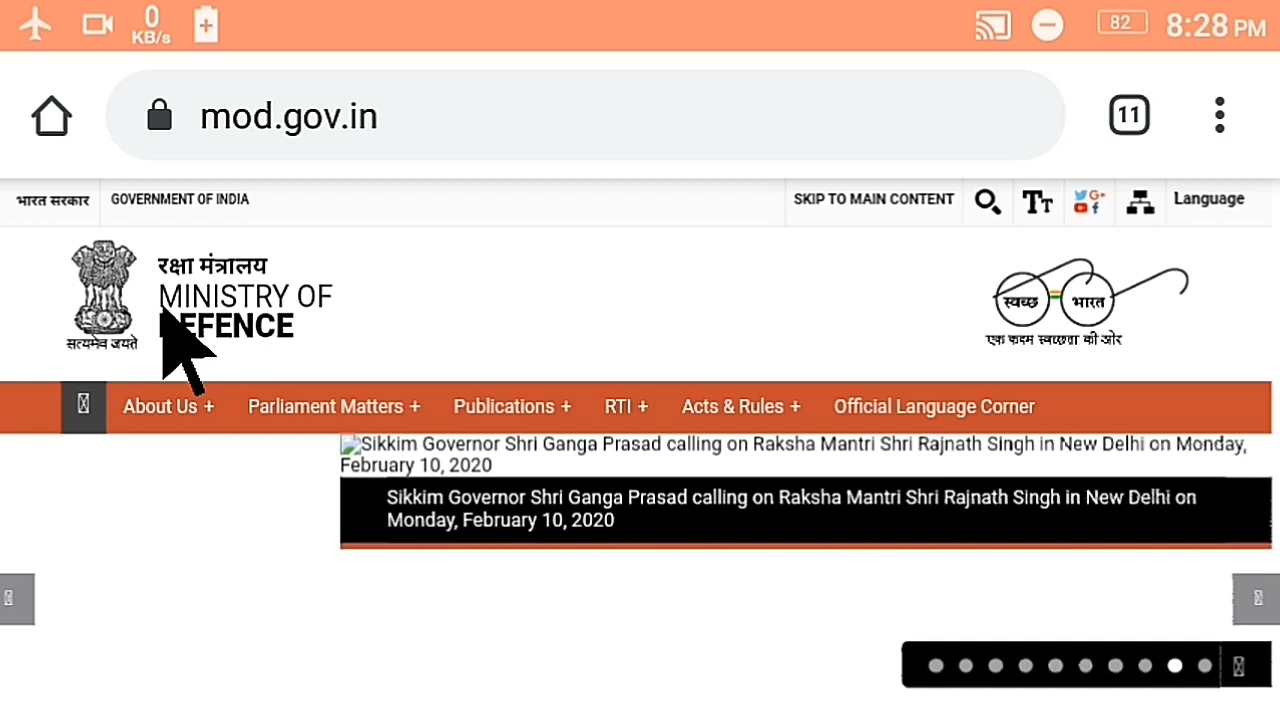 0
KB/s
82
8:28 PM
mod.gov.in
11
भारत सरकार
GOVERNMENT OF INDIA
SKIP TO MAIN CONTENT
Tт
G+
f
Language
रक्षा मंत्रालय
MINISTRY OF
DEFENCE
सत्यमेव जयते
स्वच्छ
भारत
एक कदम स्वच्छता की ओर
About Us +
Parliament Matters +
Publications +
RTI +
Acts & Rules +
Official Language Corner
Sikkim Governor Shri Ganga Prasad calling on Raksha Mantri Shri Rajnath Singh in New Delhi on Monday,
February 10, 2020
Sikkim Governor Shri Ganga Prasad calling on Raksha Mantri Shri Rajnath Singh in New Delhi on
Monday, February 10, 2020